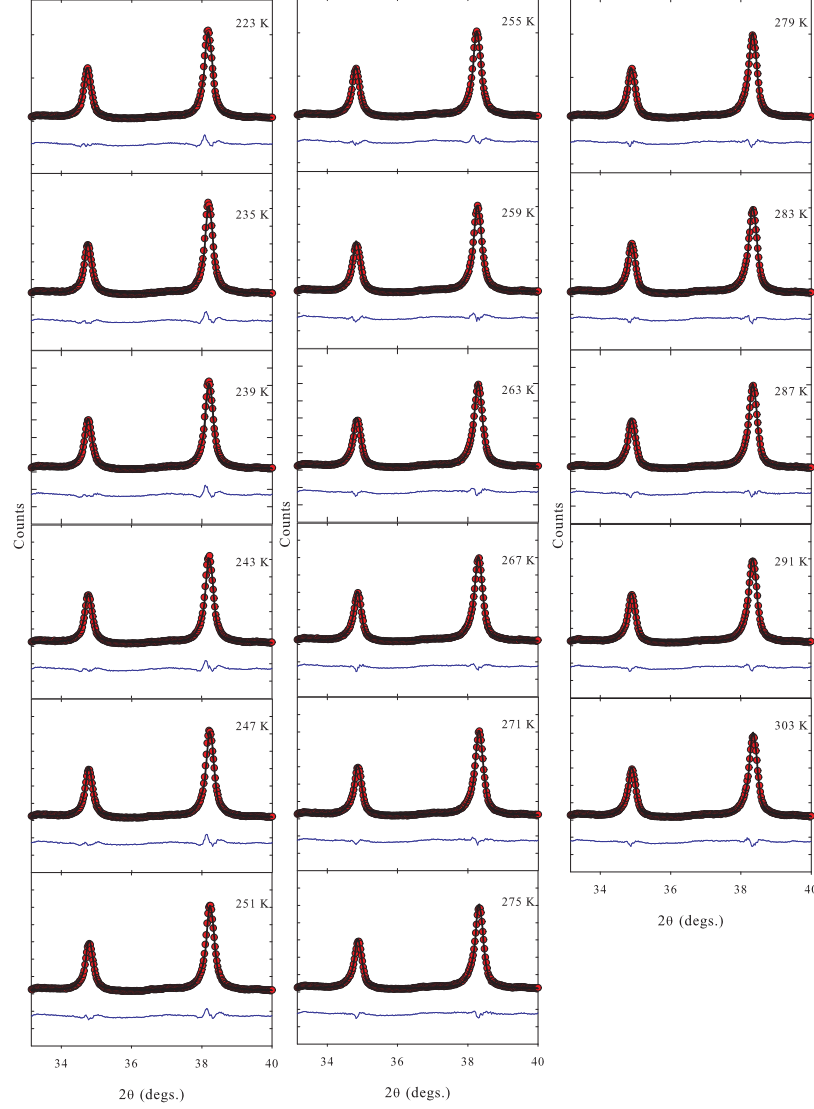 223 K
235 K
239 K
243 K
247 K
251 K
Counts
34 36 38 40
2θ (degs.)
255 K
259 K
263 K
267 K
271 K
275 K
Counts
34 36 38 40
2θ (degs.)
279 K
283 K
287 K
291 K
303 K
Counts
34 36 38 40
2θ (degs.)